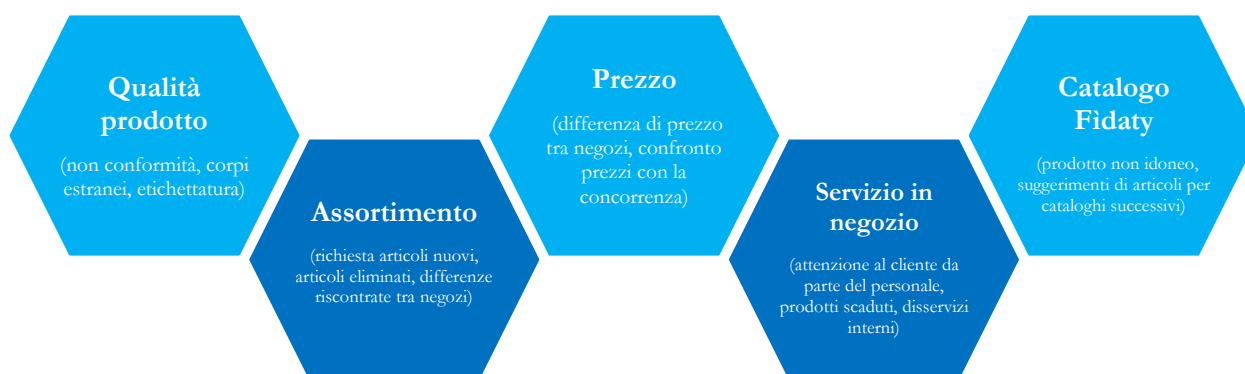 Qualità
prodotto
(non conformità, corpi
estranei, etichettatura)
Assortimento
(richiesta articoli nuovi,
articoli eliminati, differenze
riscontrate tra negozi)
Prezzo
(differenza di prezzo
tra negozi, confronto
prezzi con la
concorrenza)
Servizio in
negozio
(attenzione al cliente da
parte del personale,
prodotti scaduti, disservizi
interni)
Catalogo
Fìdaty
(prodotto non idoneo,
suggerimenti di articoli per
cataloghi successivi)